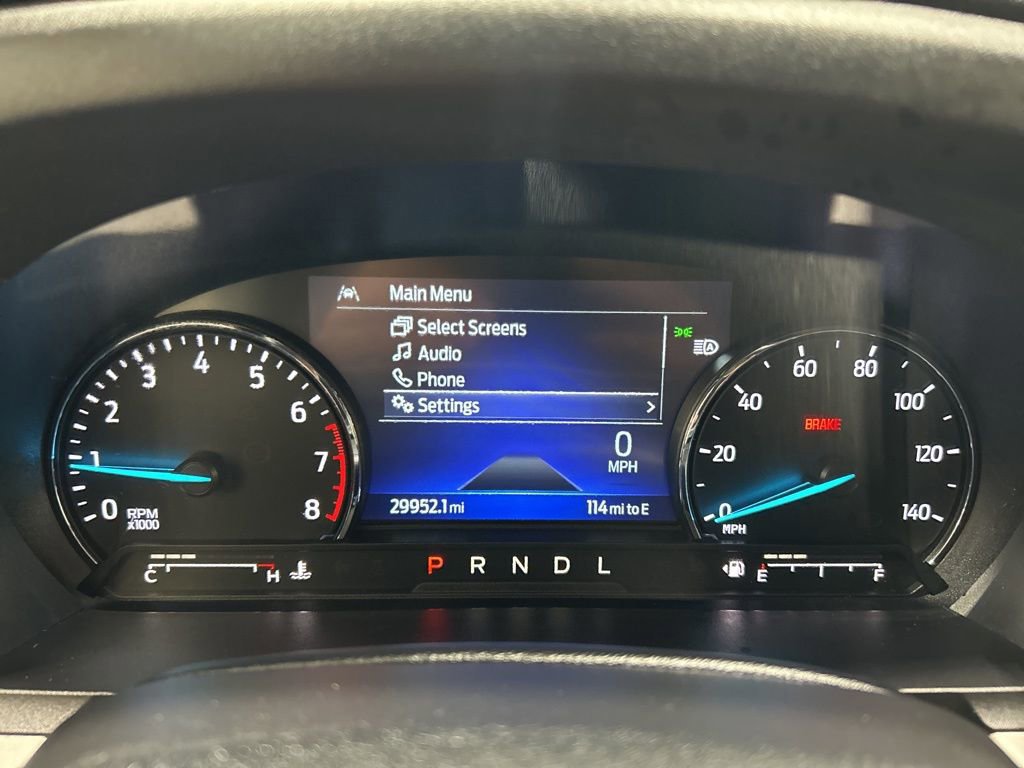 Main Menu
Select Screens
Audio
Phone
Settings
0
MPH
29952.1 mi
114 mi to E
0
1
2
3
4
5
6
7
8
RPM
x1000
0
20
40
60
80
100
120
140
MPH
BRAKE
A
C H
P R N D L
E F